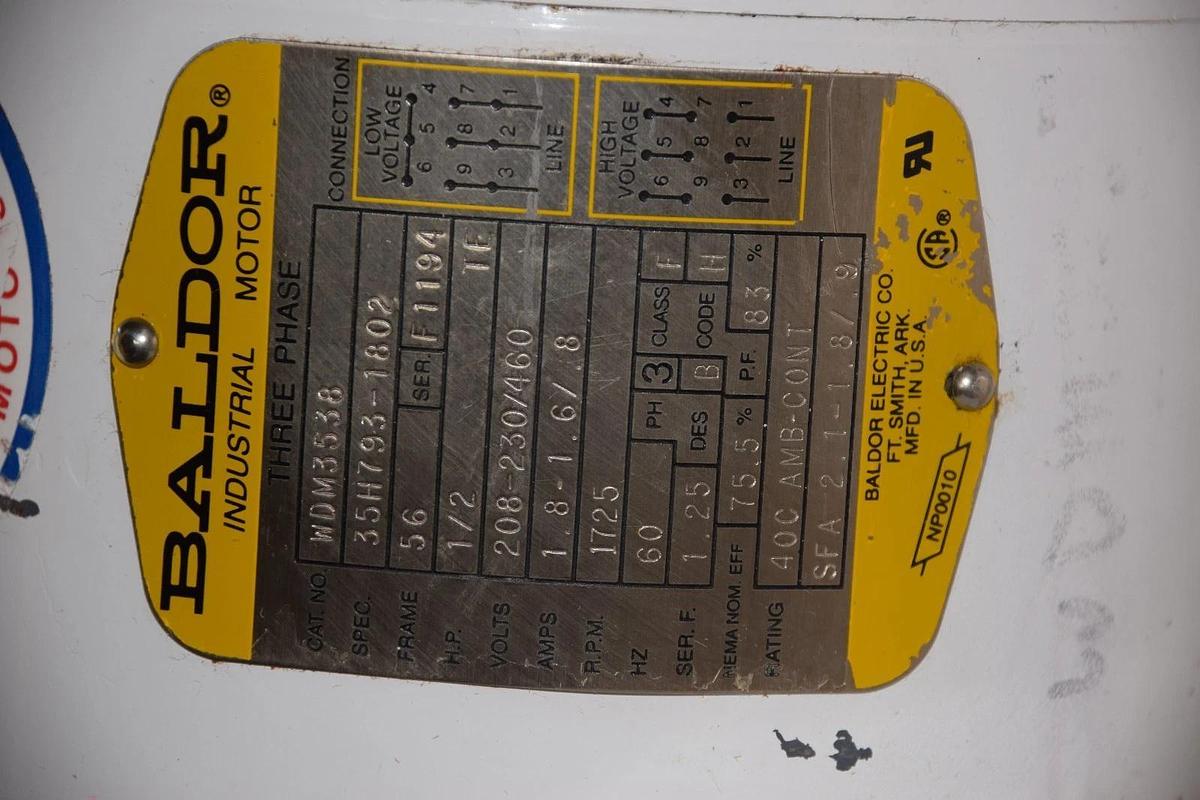 BALDOR®
INDUSTRIAL MOTOR
THREE PHASE
CAT. NO. WDM3538
SPEC. 35H793-1802
FRAME 56 SER. F1194
H.P. 1/2 TE
VOLTS 208-230/460
AMPS 1.8-1.6/.8
R.P.M. 1725
HZ 60 PH 3 CLASS F
SER. F. 1.25 DES B CODE H
NEMA NOM. EFF 75.5 % P.F. 83 %
RATING 40C AMB-CONT
SFA-2.1-1.8/.9
CONNECTION
LOW
VOLTAGE
6 5 4
9 8 7
3 2 1
LINE
HIGH
VOLTAGE
6 5 4
9 8 7
3 2 1
LINE
NP0010
BALDOR ELECTRIC CO.
FT. SMITH, ARK.
MFD. IN U.S.A.
SA®
UR
MOTO